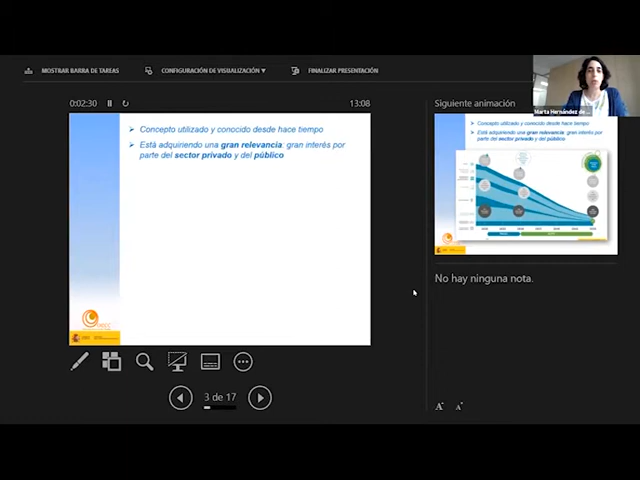 MOSTRAR BARRA DE TAREAS
CONFIGURACIÓN DE VISUALIZACIÓN ▾
FINALIZAR PRESENTACIÓN
Marta Hernández de
0:02:30
13:08
Siguiente animación
Concepto utilizado y conocido desde hace tiempo
Está adquiriendo una gran relevancia: gran interés por
parte del sector privado y del público
Concepto utilizado y conocido desde hace tiempo
Está adquiriendo una gran relevancia: gran interés por
parte del sector privado y del público
No hay ninguna nota.
3 de 17
A
A